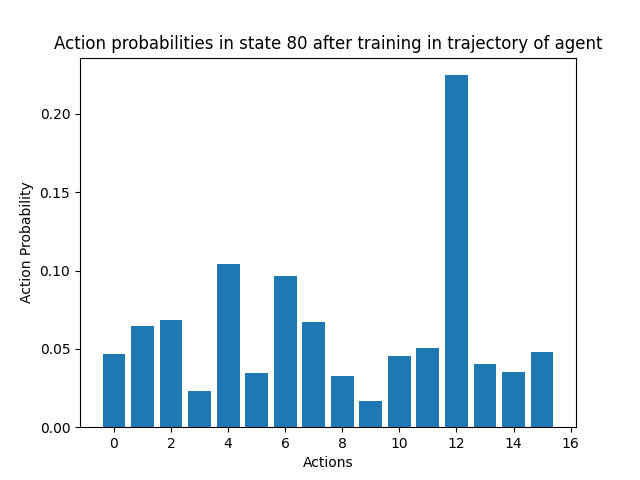 Action probabilities in state 80 after training in trajectory of agent
0.20
0.15
0.10
0.05
0.00
Action Probability
0 2 4 6 8 10 12 14 16
Actions